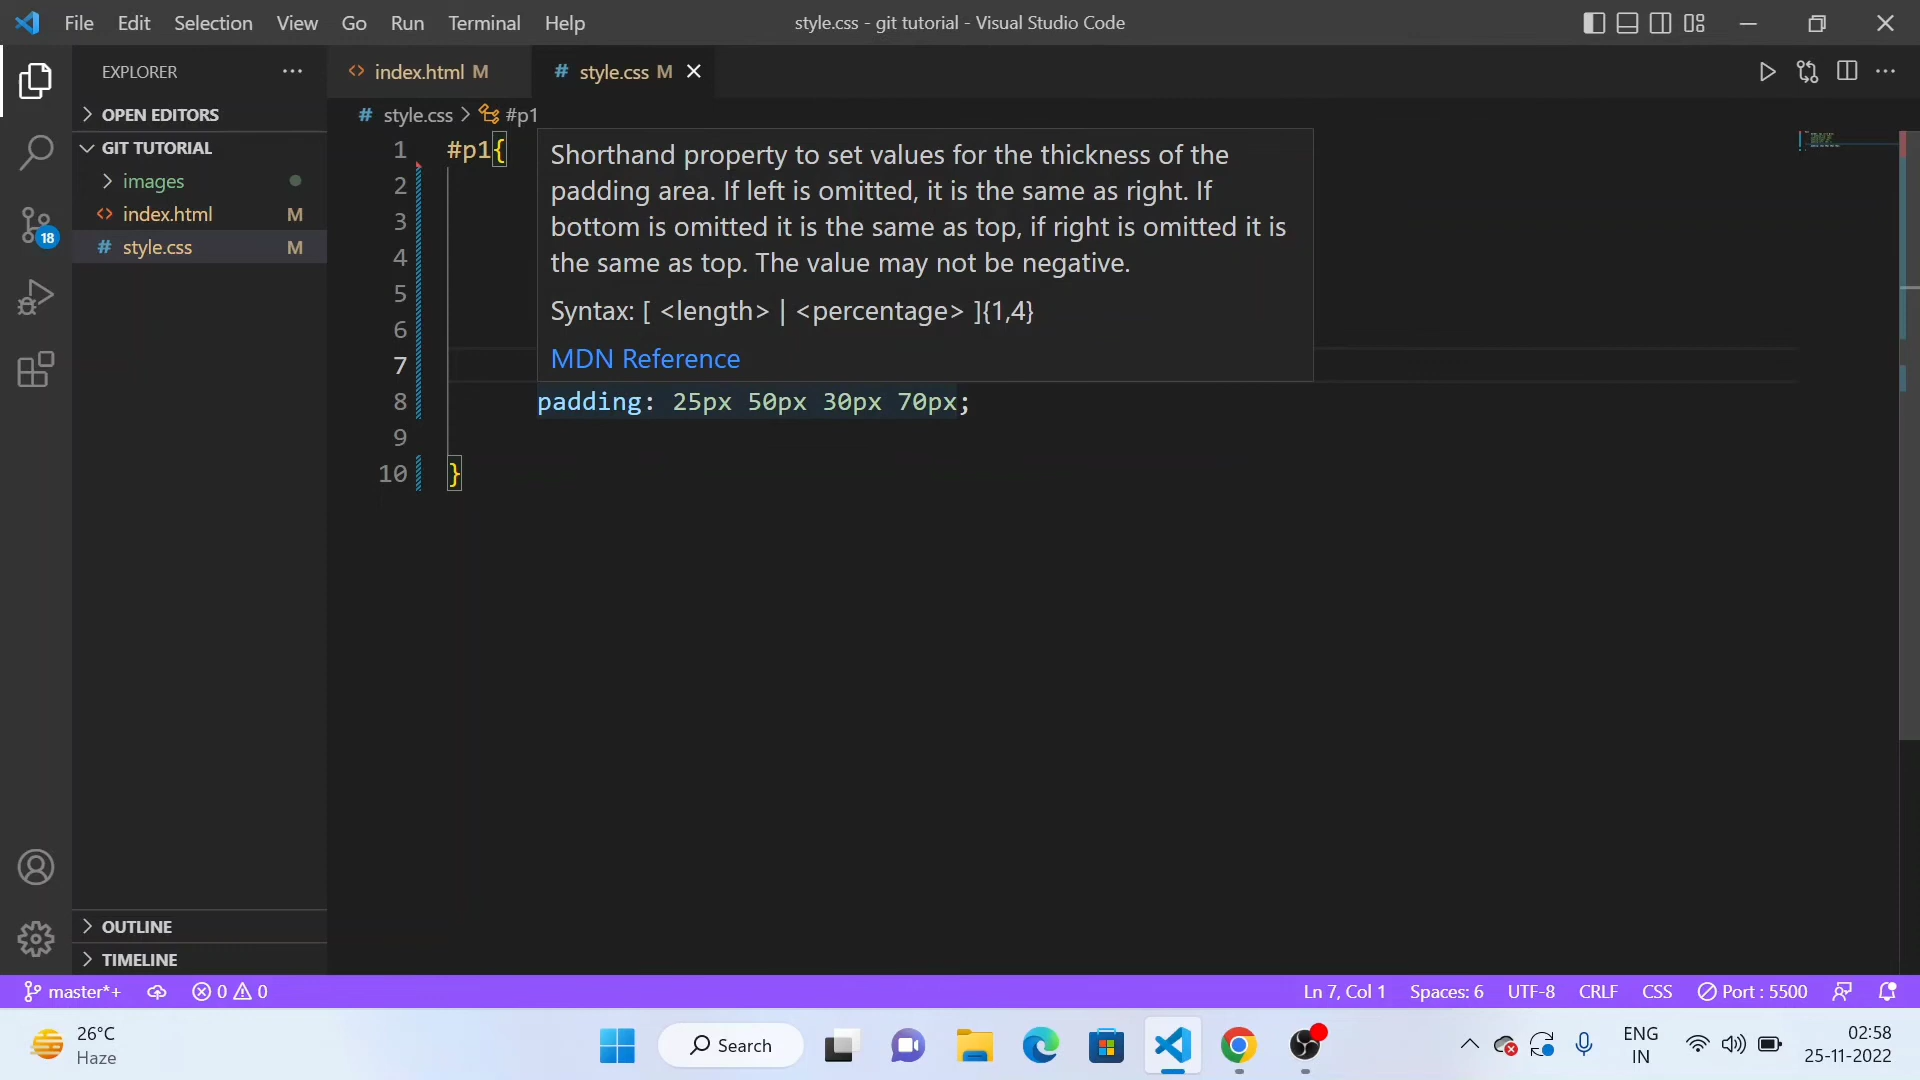 File Edit Selection View Go Run Terminal Help
style.css - git tutorial - Visual Studio Code
EXPLORER
OPEN EDITORS
GIT TUTORIAL
images
index.html M
style.css M
18
OUTLINE
TIMELINE
index.html M
style.css M
# style.css > #p1
1 #p1{
2
3
4
5
6
7
8 padding: 25px 50px 30px 70px;
9
10 }
Shorthand property to set values for the thickness of the
padding area. If left is omitted, it is the same as right. If
bottom is omitted it is the same as top, if right is omitted it is
the same as top. The value may not be negative.
Syntax: [ <length> | <percentage> ]{1,4}
MDN Reference
master*+ 0 0
Ln 7, Col 1 Spaces: 6 UTF-8 CRLF CSS Port : 5500
26°C
Haze
Search
ENG
IN
02:58
25-11-2022